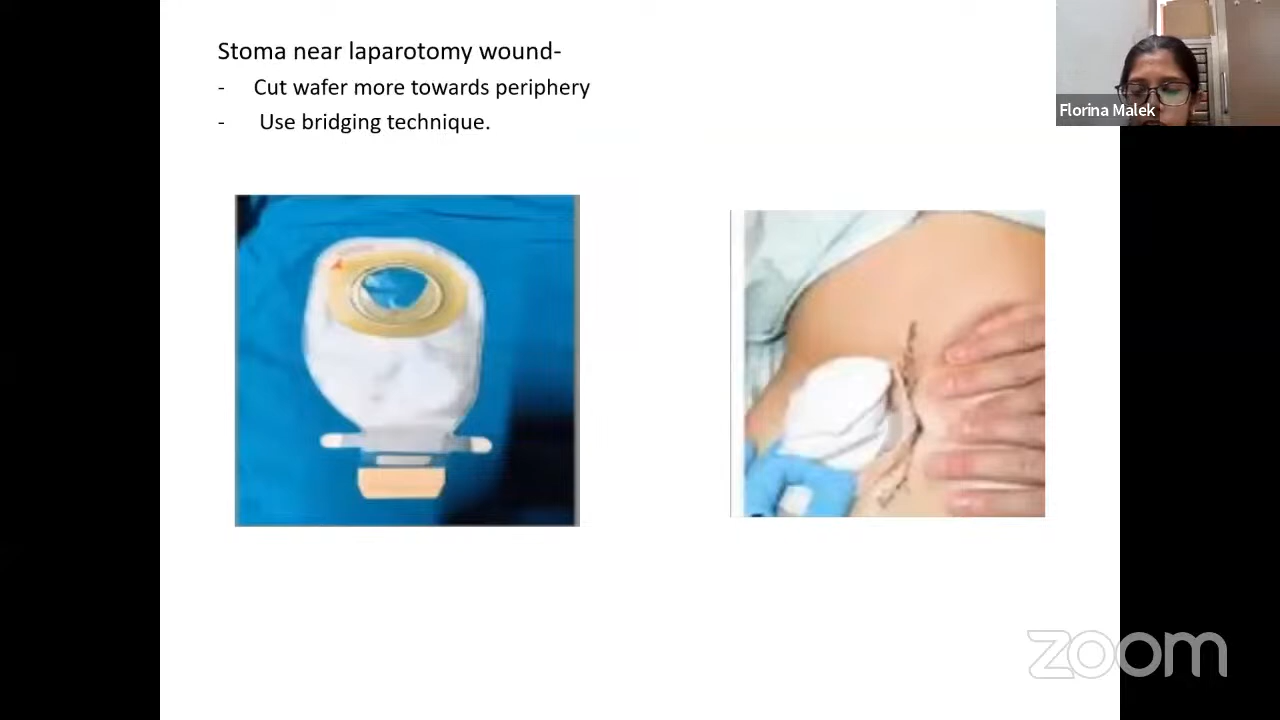 Stoma near laparotomy wound-
- Cut wafer more towards periphery
- Use bridging technique.
Florina Malek
zoom